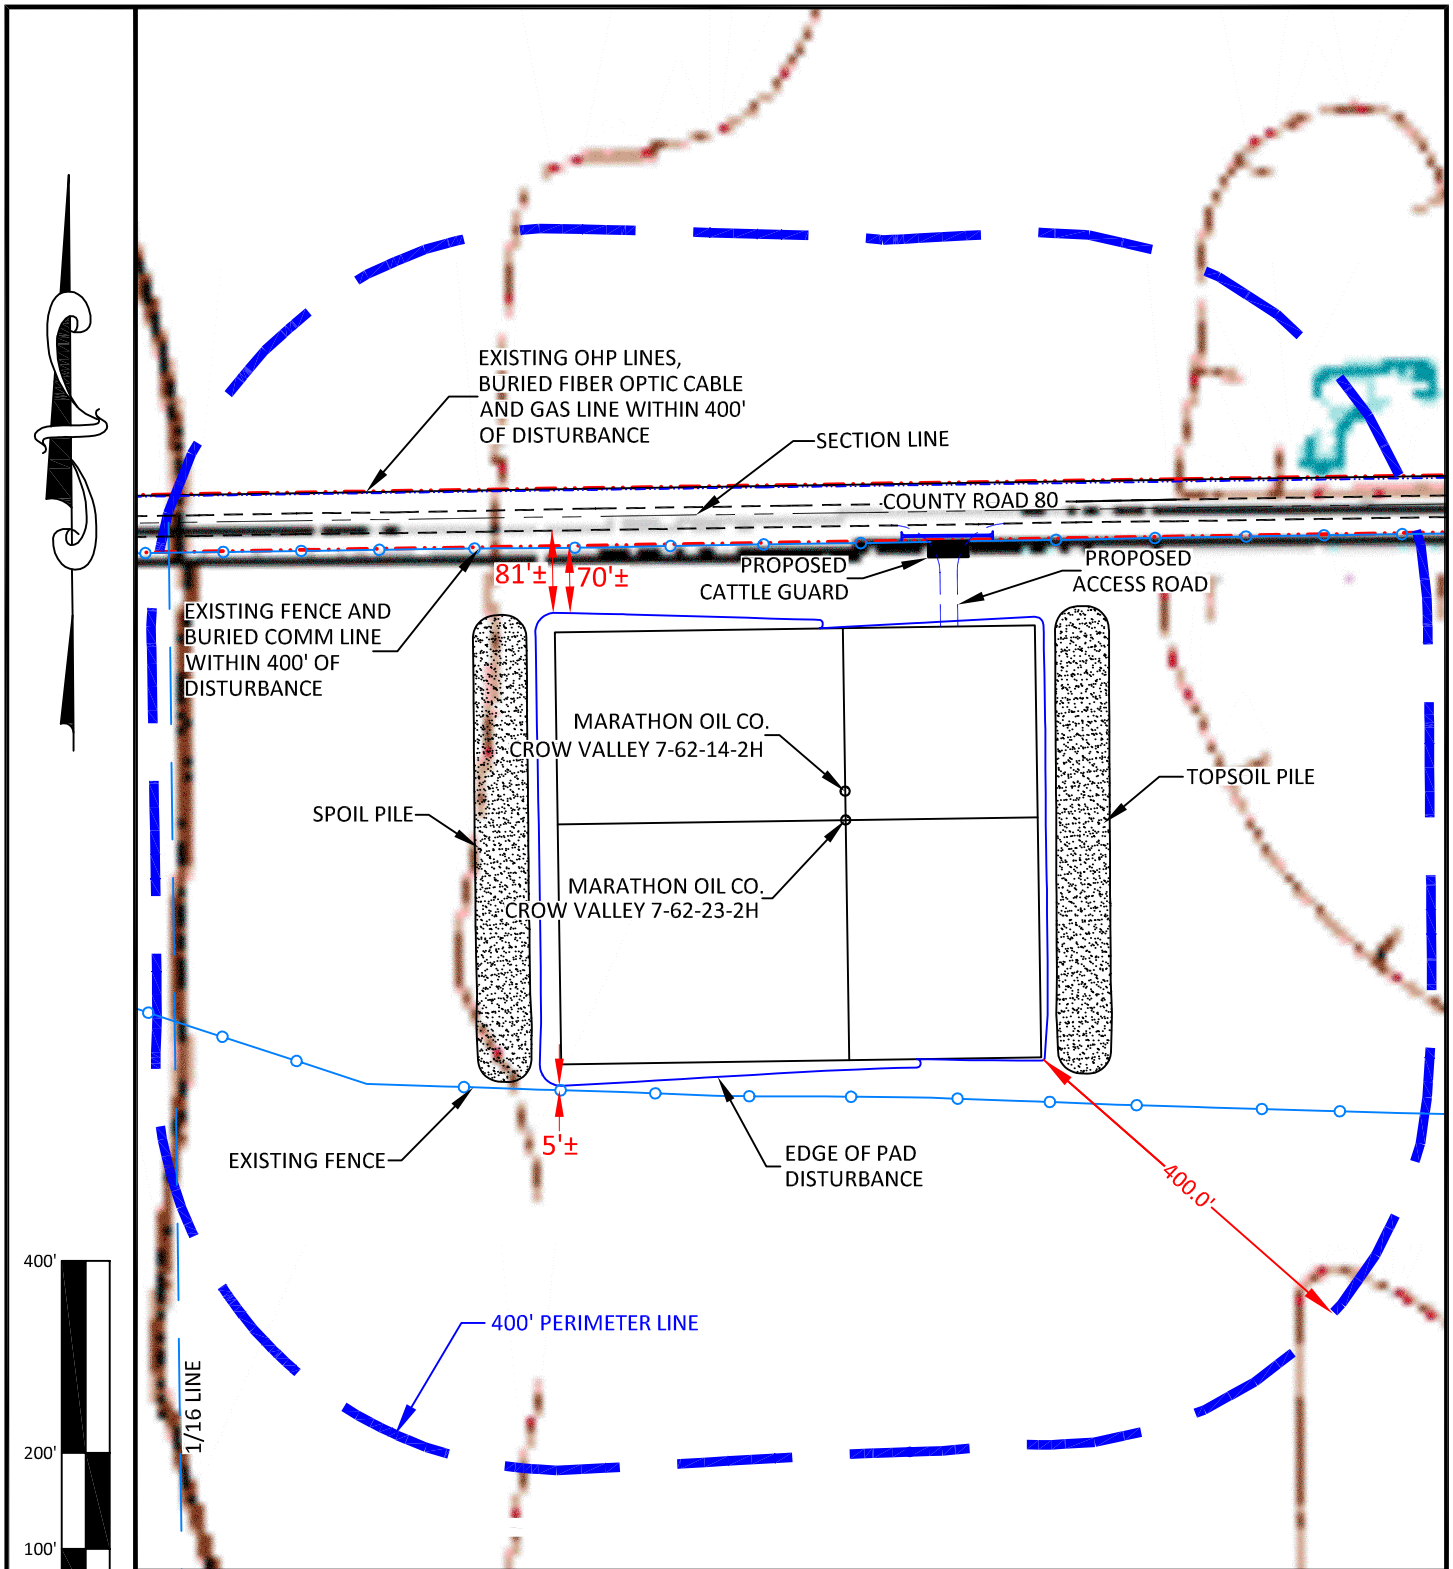 EXISTING OHP LINES,
BURIED FIBER OPTIC CABLE
AND GAS LINE WITHIN 400'
OF DISTURBANCE
SECTION LINE
COUNTY ROAD 80
81'±
70'±
PROPOSED
CATTLE GUARD
PROPOSED
ACCESS ROAD
EXISTING FENCE AND
BURIED COMM LINE
WITHIN 400' OF
DISTURBANCE
MARATHON OIL CO.
CROW VALLEY 7-62-14-2H
TOPSOIL PILE
SPOIL PILE
MARATHON OIL CO.
CROW VALLEY 7-62-23-2H
5'±
EXISTING FENCE
EDGE OF PAD
DISTURBANCE
400.0'
400' PERIMETER LINE
1/16 LINE
400'
200'
100'